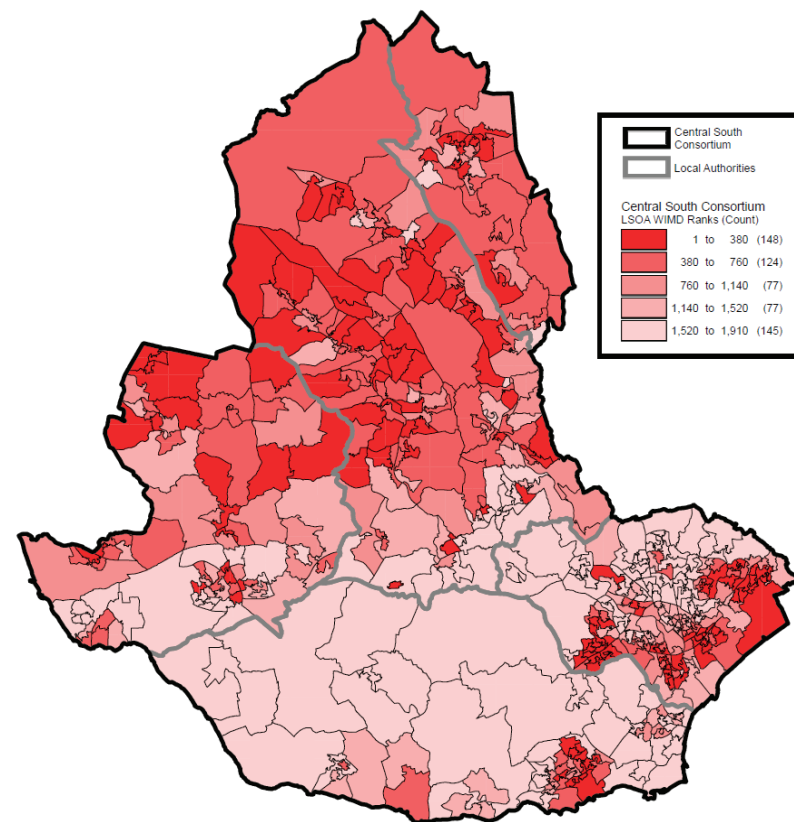 Central South
Consortium
Local Authorities
Central South Consortium
LSOA WIMD Ranks (Count)
1 to 380 (148)
380 to 760 (124)
760 to 1,140 (77)
1,140 to 1,520 (77)
1,520 to 1,910 (145)